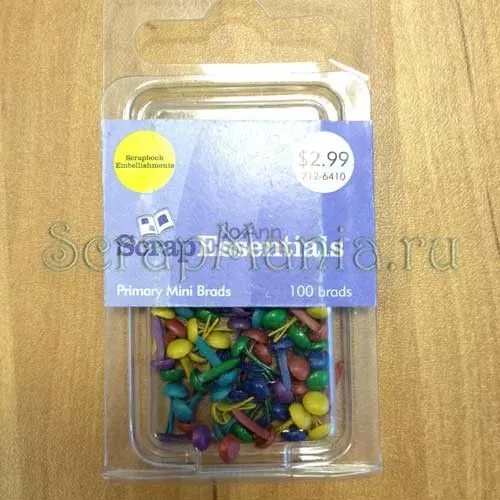 Scrapbook
Embellishments
$2.99
712-6410
Jo-Ann
Scrap Essentials
ScrapMania.ru
Primary Mini Brads
100 brads